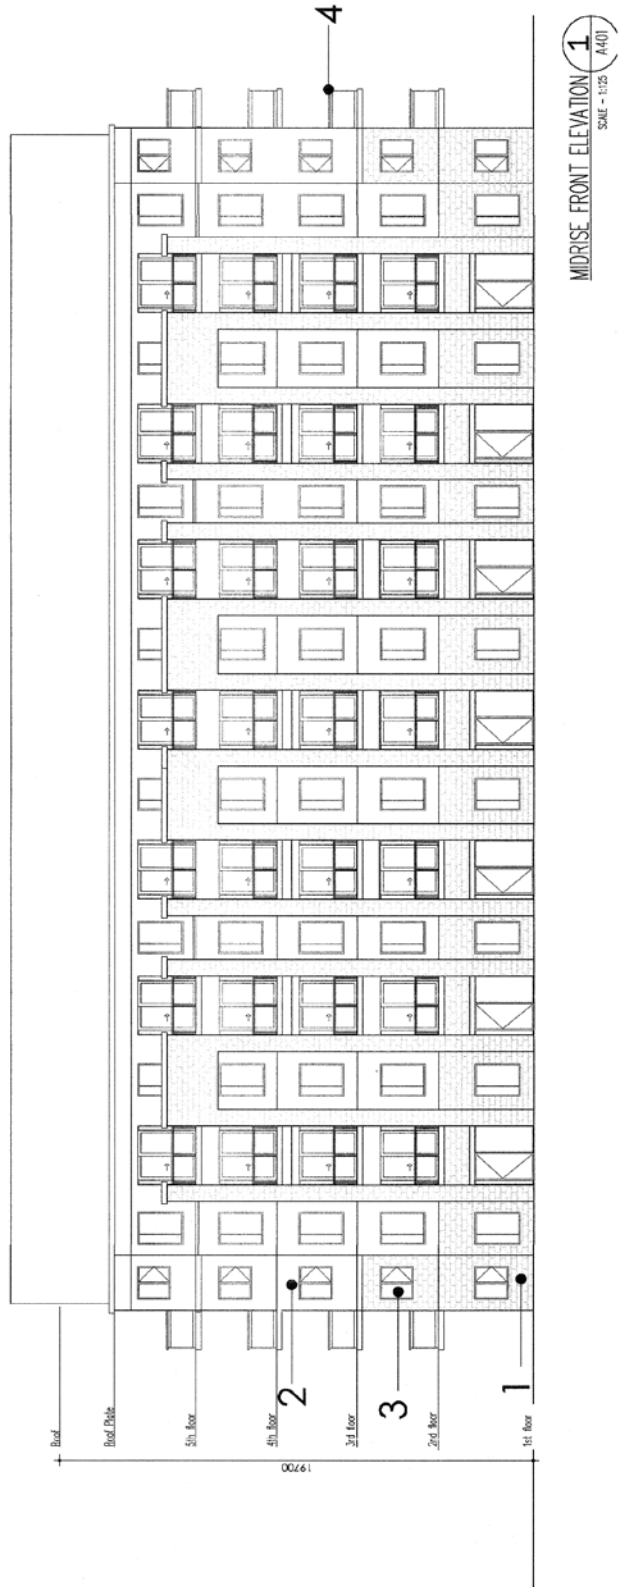 4
Roof
Roof Plate
5th floor
4th floor
3rd floor
2nd floor
1st floor
19700
2
3
1
MIDRISE FRONT ELEVATION
SCALE - 1:125
1
A401